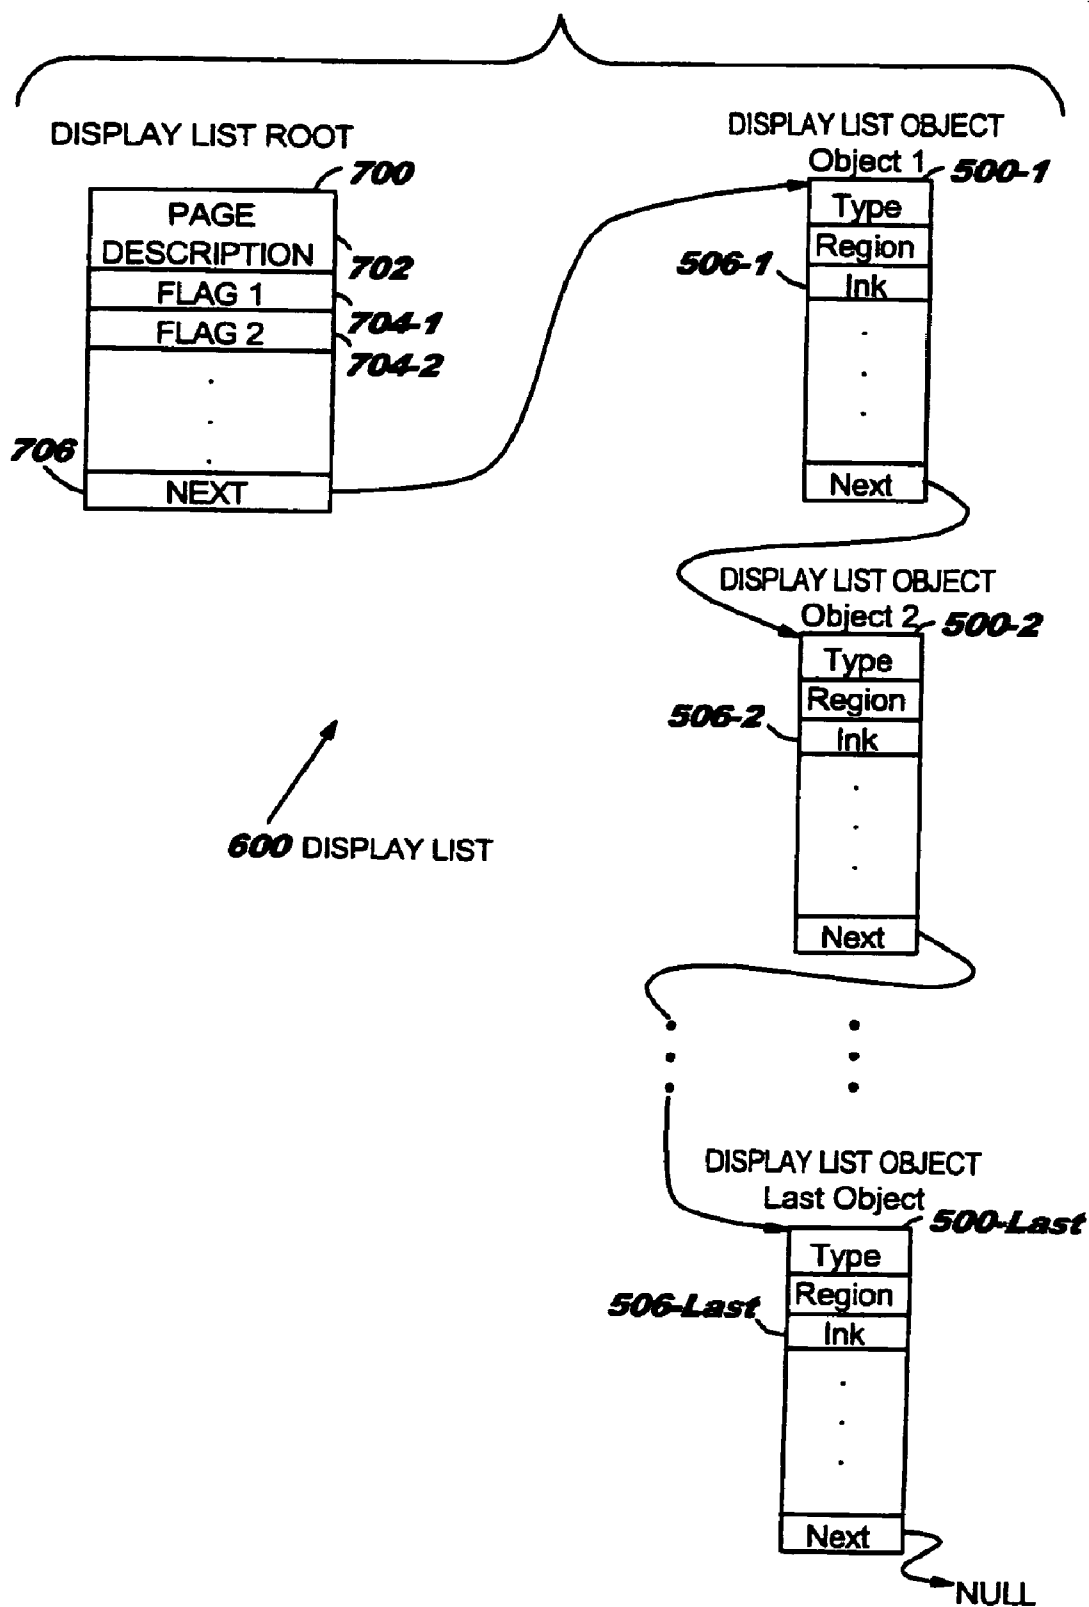 DISPLAY LIST ROOT
700
PAGE
DESCRIPTION
702
FLAG 1
704-1
FLAG 2
704-2
706
NEXT
DISPLAY LIST OBJECT
Object 1
500-1
Type
Region
506-1
Ink
Next
DISPLAY LIST OBJECT
Object 2
500-2
Type
Region
506-2
Ink
Next
600 DISPLAY LIST
DISPLAY LIST OBJECT
Last Object
500-Last
Type
Region
506-Last
Ink
Next
NULL